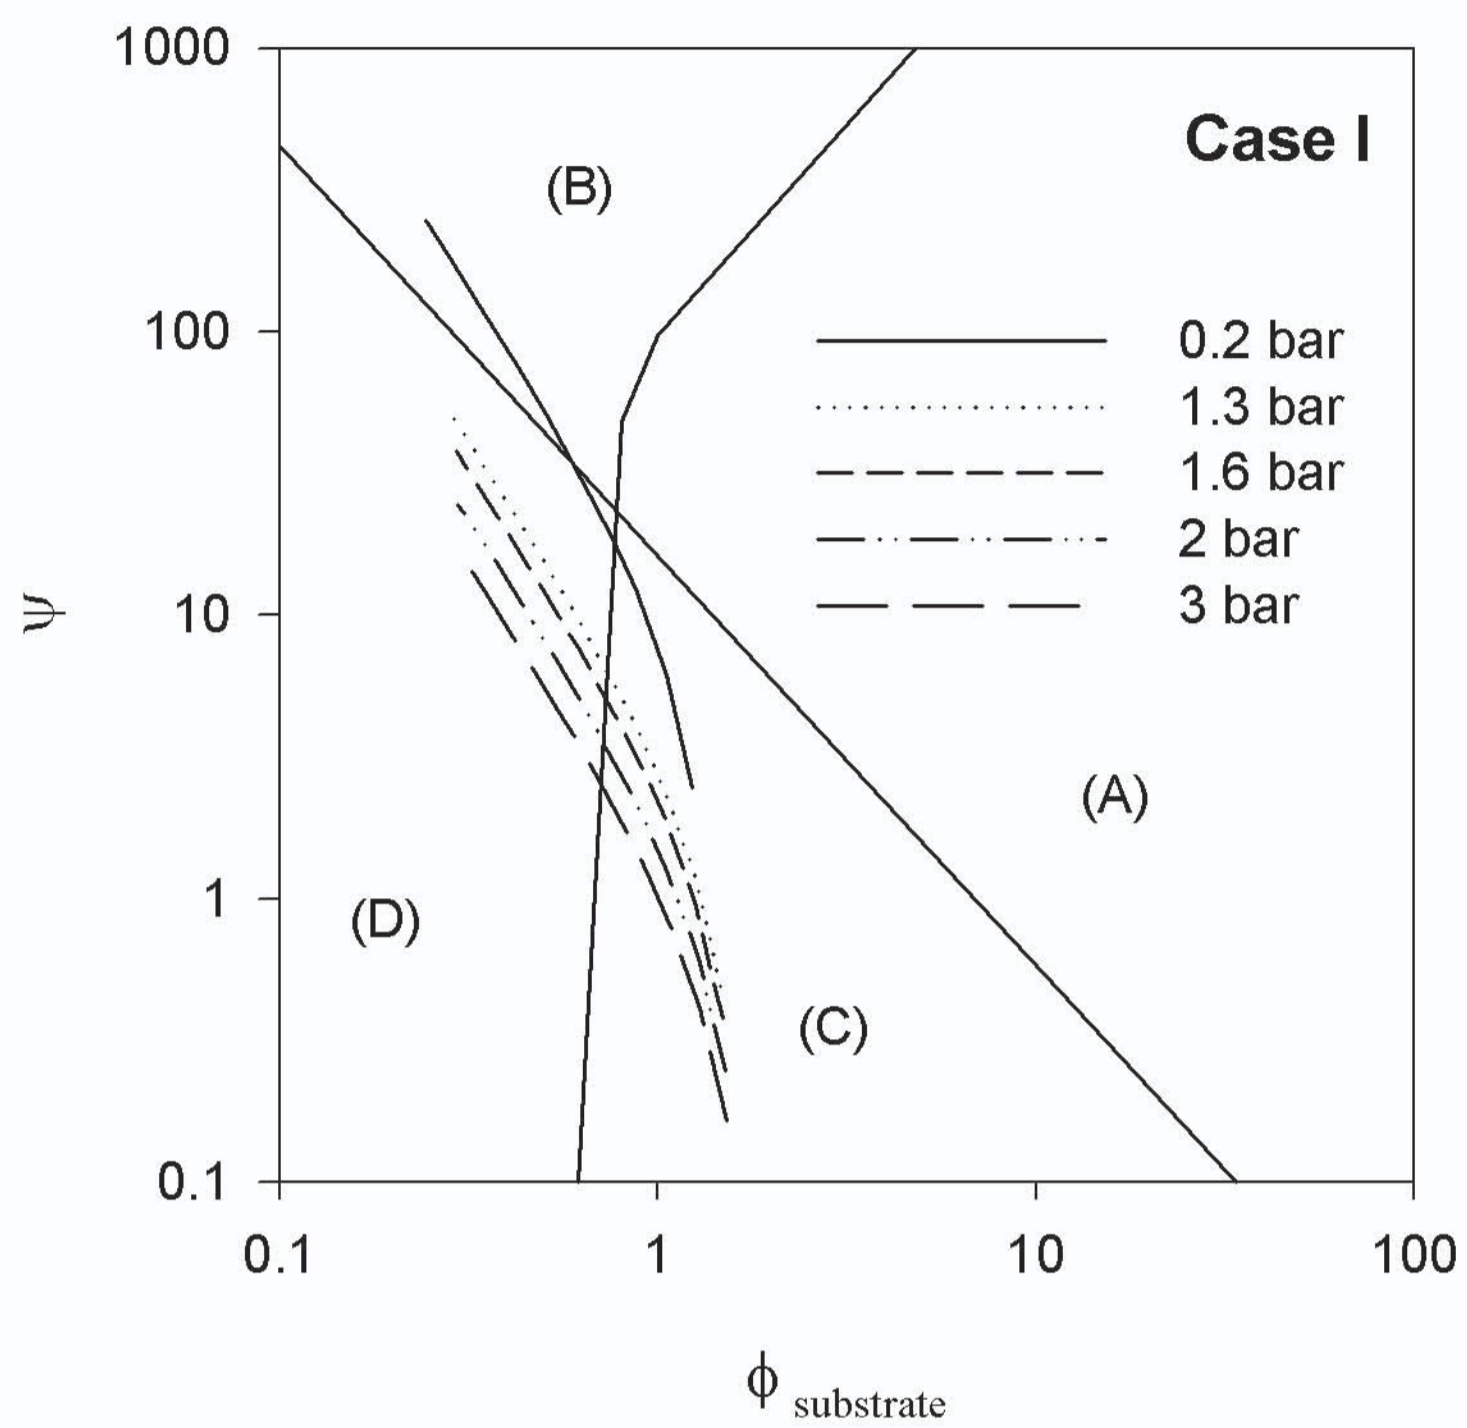 1000
Case I
(B)
100
0.2 bar
1.3 bar
1.6 bar
2 bar
3 bar
10
ψ
(A)
1
(D)
(C)
0.1
0.1 1 10 100
ϕ substrate